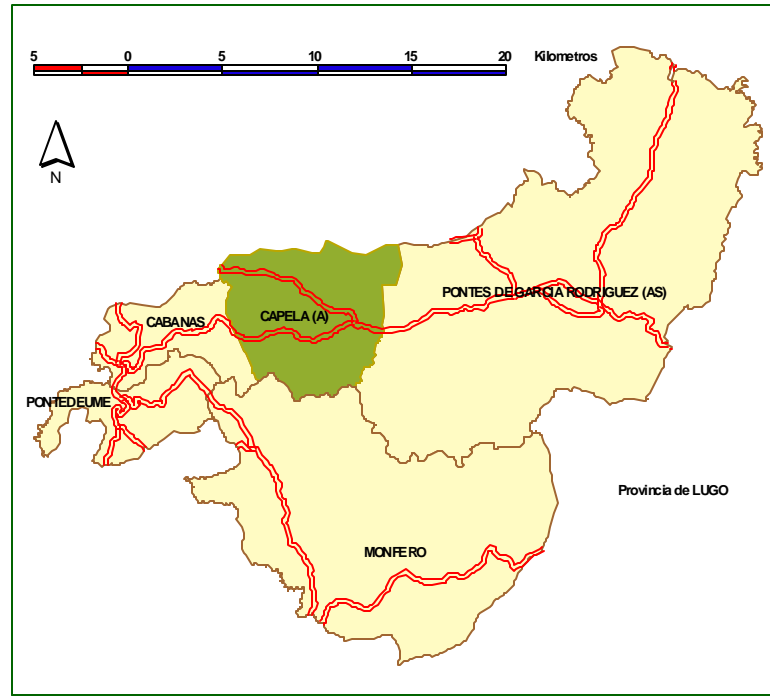 5 0 5 10 15 20
Kilometros
N
PONTES DE GARCIA RODRIGUEZ (AS)
CAPELA (A)
CABANAS
PONTEDEUME
Provincia de LUGO
MONFERO